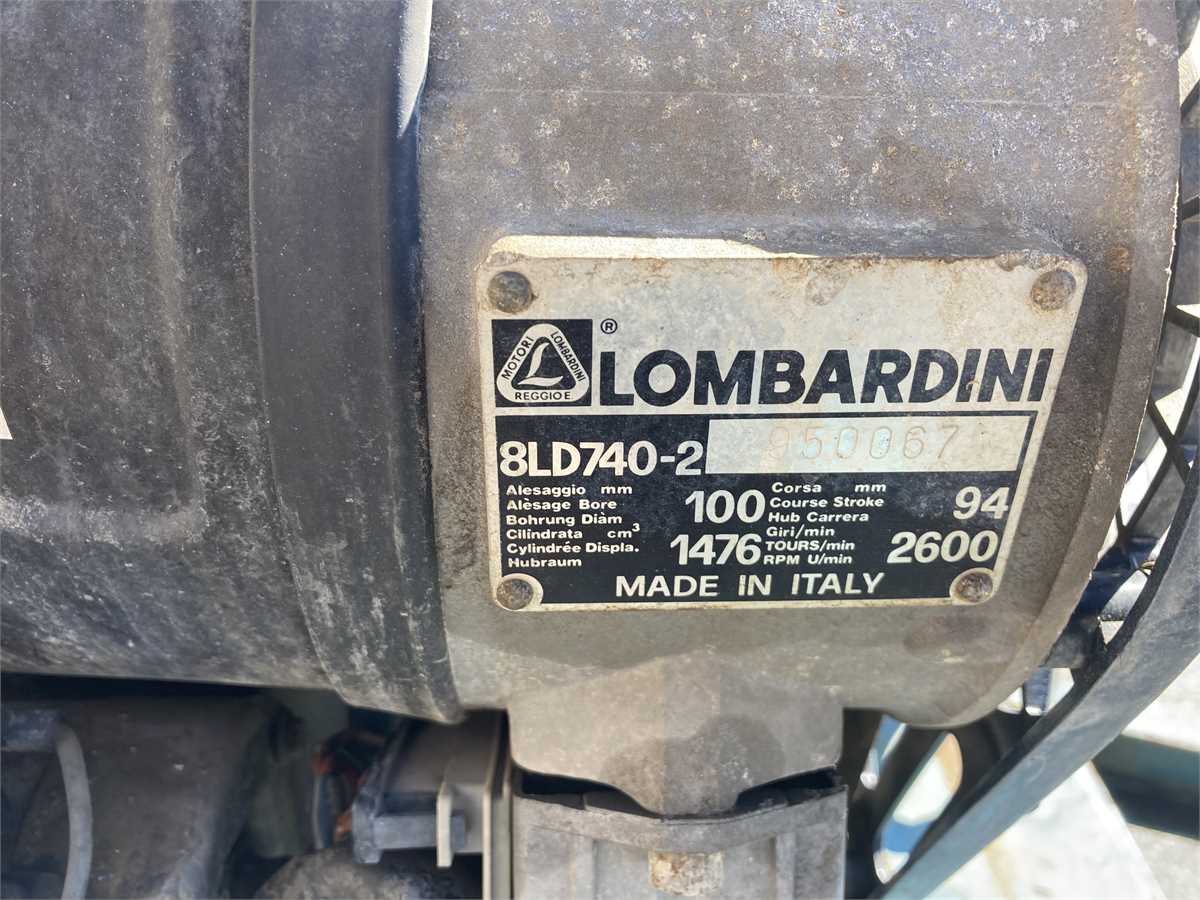 MOTORI LOMBARDINI
REGGIO E
® LOMBARDINI
8LD740-2 950067
Alesaggio mm
Alèsage Bore
Bohrung Diàm
100
Corsa mm
Course Stroke
Hub Carrera
94
Cilindrata cm³
Cylindrée Displa.
Hubraum
1476
Giri/min
TOURS/min
RPM U/min
2600
MADE IN ITALY